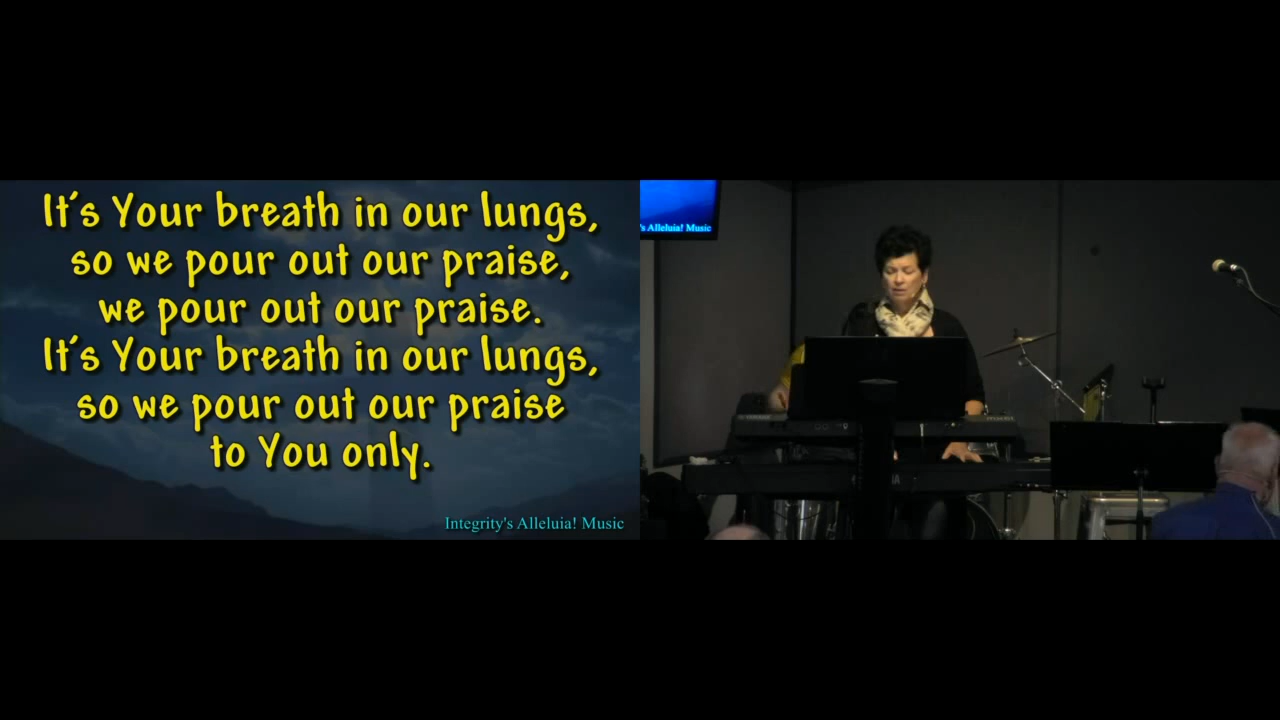 It's Your breath in our lungs,
so we pour out our praise,
we pour out our praise.
It's Your breath in our lungs,
so we pour out our praise
to You only.
Integrity's Alleluia! Music
's Alleluia! Music